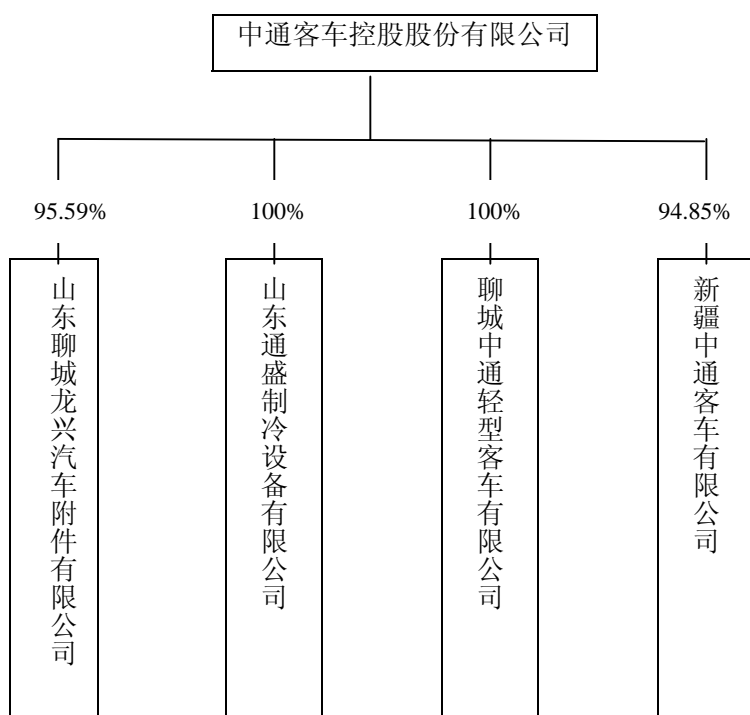 中通客车控股股份有限公司
95.59%
100%
100%
94.85%
山东聊城龙兴汽车附件有限公司
山东通盛制冷设备有限公司
聊城中通轻型客车有限公司
新疆中通客车有限公司